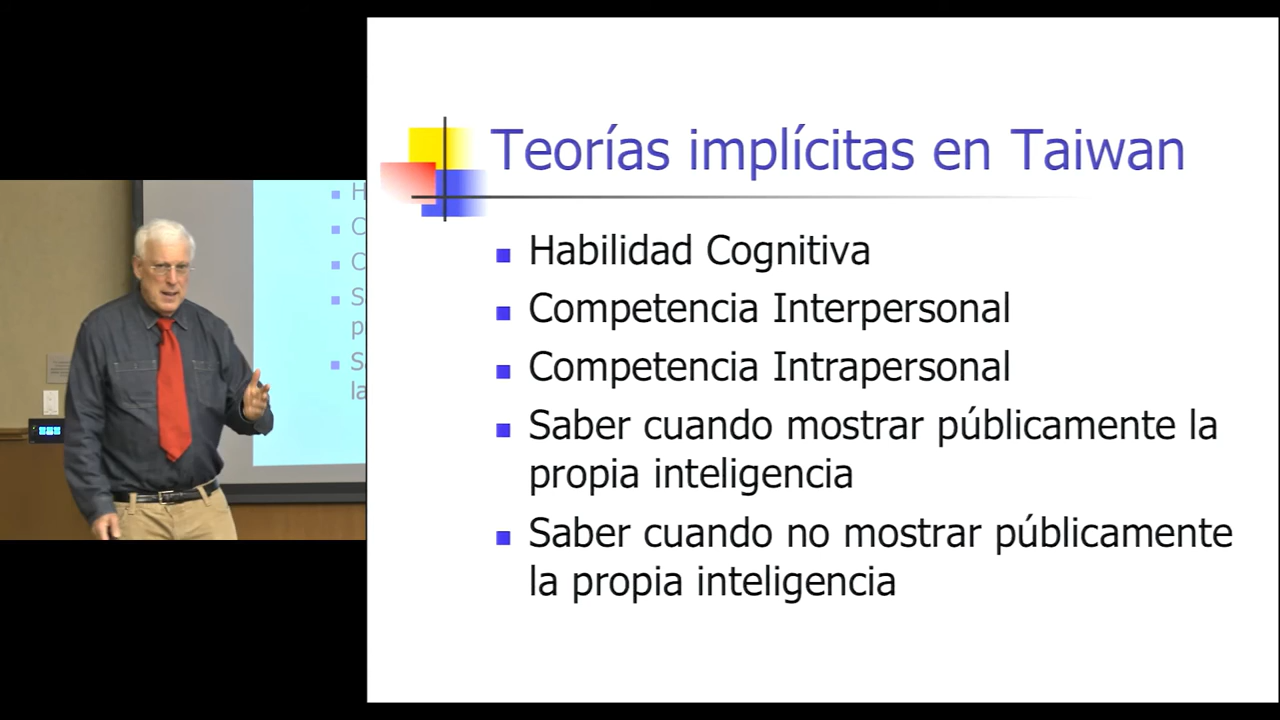 Teorías implícitas en Taiwan
Habilidad Cognitiva
Competencia Interpersonal
Competencia Intrapersonal
Saber cuando mostrar públicamente la
propia inteligencia
Saber cuando no mostrar públicamente
la propia inteligencia